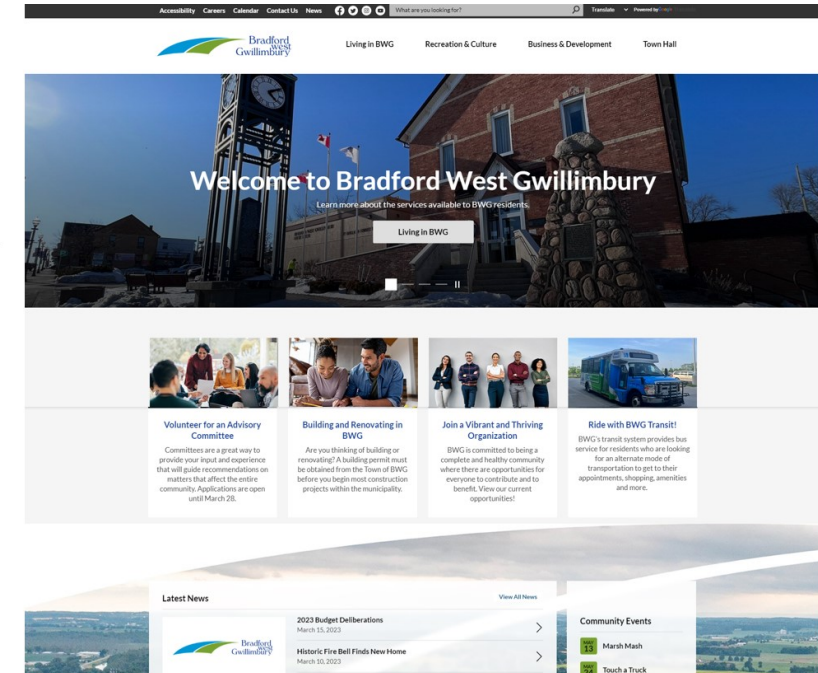 Accessibility Careers Calendar Contact Us News What are you looking for? Translate Powered by
Bradford
west
Gwillimbury
Living in BWG Recreation & Culture Business & Development Town Hall
Welcome to Bradford West Gwillimbury
Learn more about the services available to BWG residents.
Living in BWG
Volunteer for an Advisory
Committee
Committees are a great way to
provide your input and experience
that will guide recommendations on
matters that affect the entire
community. Applications are open
until March 28.
Building and Renovating in
BWG
Are you thinking of building or
renovating? A building permit must
be obtained from the Town of BWG
before you begin most construction
projects within the municipality.
Join a Vibrant and Thriving
Organization
BWG is committed to being a
complete and healthy community
where there are opportunities for
everyone to contribute and to
benefit. View our current
opportunities!
Ride with BWG Transit!
BWG's transit system provides bus
service for residents who are looking
for an alternate mode of
transportation to get to their
appointments, shopping, amenities
and more.
Latest News View All News
Bradford
west
Gwillimbury
2023 Budget Deliberations
March 15, 2023
Historic Fire Bell Finds New Home
March 10, 2023
Community Events
MAY
13 Marsh Mash
MAY
24 Touch a Truck